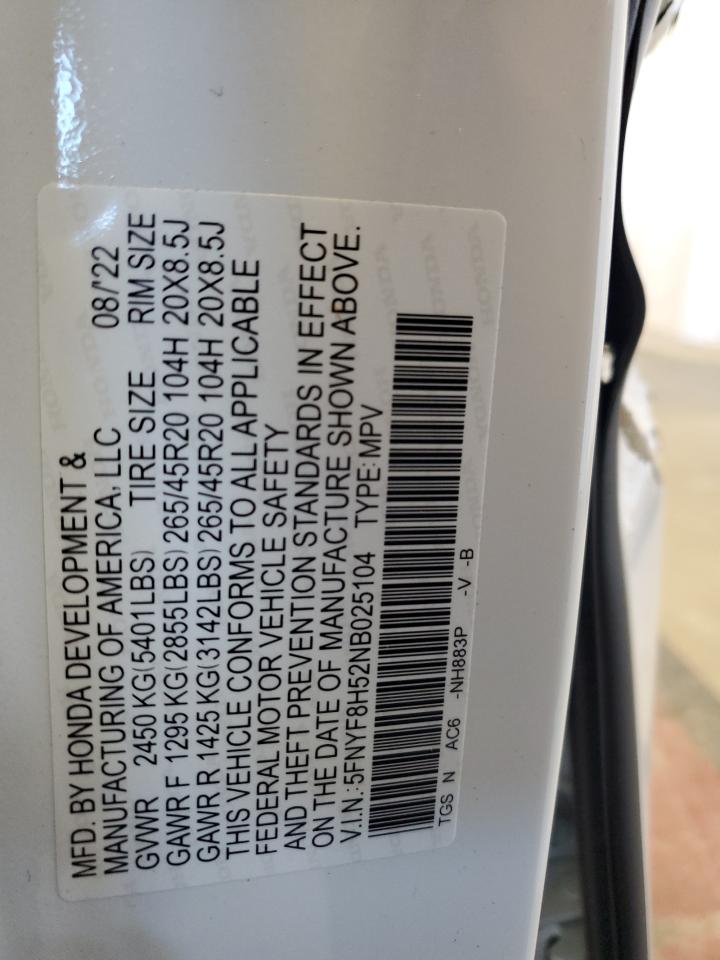 MFD. BY HONDA DEVELOPMENT &
MANUFACTURING OF AMERICA, LLC 08/'22
GVWR 2450 KG(5401LBS) TIRE SIZE RIM SIZE
GAWR F 1295 KG(2855LBS) 265/45R20 104H 20X8.5J
GAWR R 1425 KG(3142LBS) 265/45R20 104H 20X8.5J
THIS VEHICLE CONFORMS TO ALL APPLICABLE
FEDERAL MOTOR VEHICLE SAFETY
AND THEFT PREVENTION STANDARDS IN EFFECT
ON THE DATE OF MANUFACTURE SHOWN ABOVE.
V.I.N.:5FNYF8H52NB025104 TYPE:MPV
TGS N AC6 -NH883P -V -B